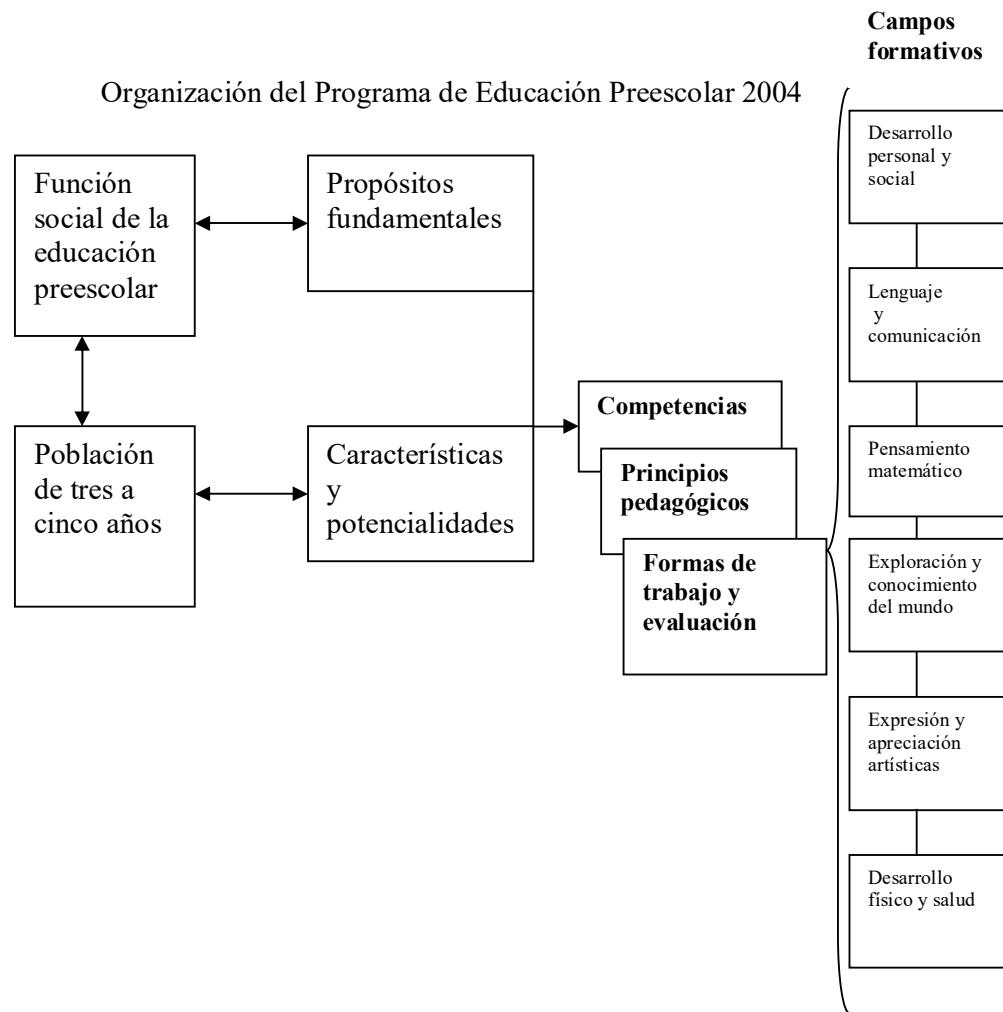 Campos
formativos
Organización del Programa de Educación Preescolar 2004
Función
social de la
educación
preescolar
Propósitos
fundamentales
Población
de tres a
cinco años
Características
y
potencialidades
Competencias
Principios
pedagógicos
Formas de
trabajo y
evaluación
Desarrollo
personal y
social
Lenguaje
y
comunicación
Pensamiento
matemático
Exploración y
conocimiento
del mundo
Expresión y
apreciación
artísticas
Desarrollo
físico y salud